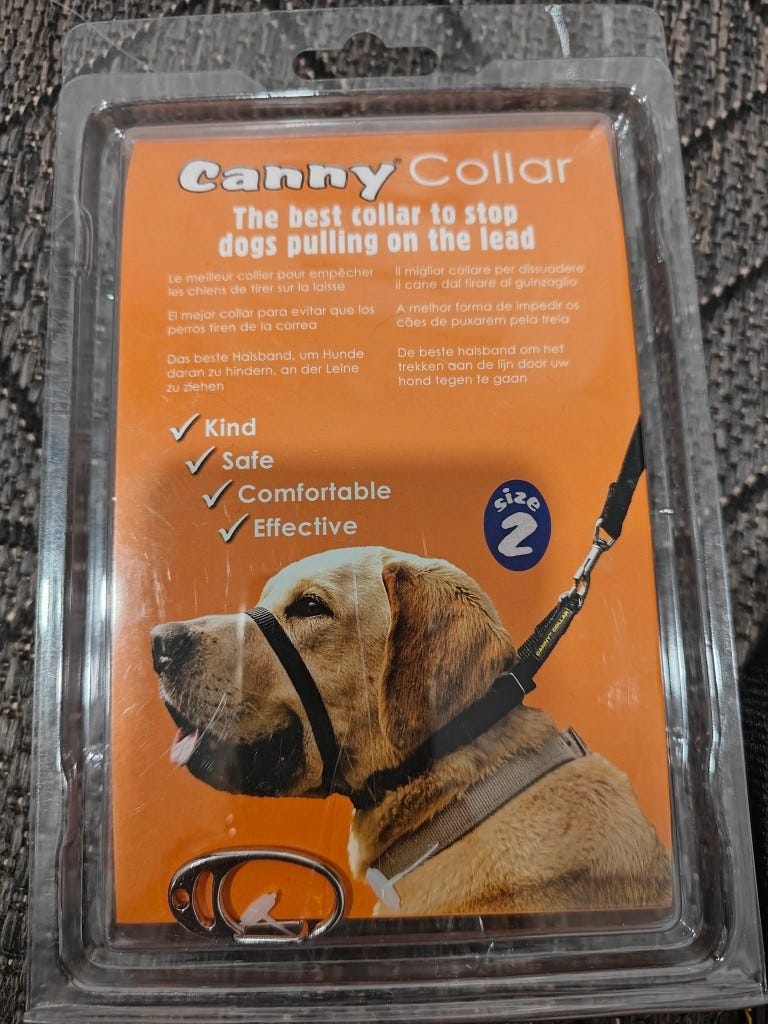 Canny® Collar
The best collar to stop
dogs pulling on the lead
Le meilleur collier pour empêcher
les chiens de tirer sur la laisse
El mejor collar para evitar que los
perros tiren de la correa
Das beste Halsband, um Hunde
daran zu hindern, an der Leine
zu ziehen
Il miglior collare per dissuadere
il cane dal tirare al guinzaglio
A melhor forma de impedir os
cães de puxarem pela trela
De beste halsband om het
trekken aan de lijn door uw
hond tegen te gaan
Kind
Safe
Comfortable
Effective
size
2
CANNY™ COLLAR